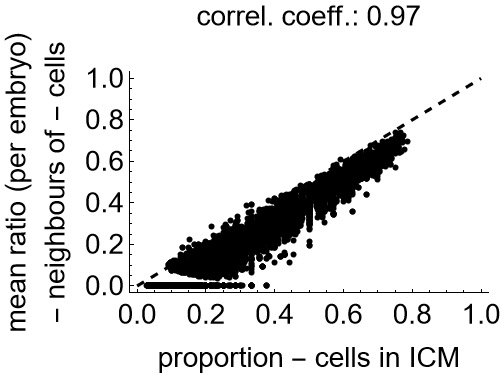 correl. coeff.: 0.97
mean ratio (per embryo)
− neighbours of − cells
1.0
0.8
0.6
0.4
0.2
0.0
0.0 0.2 0.4 0.6 0.8 1.0
proportion − cells in ICM